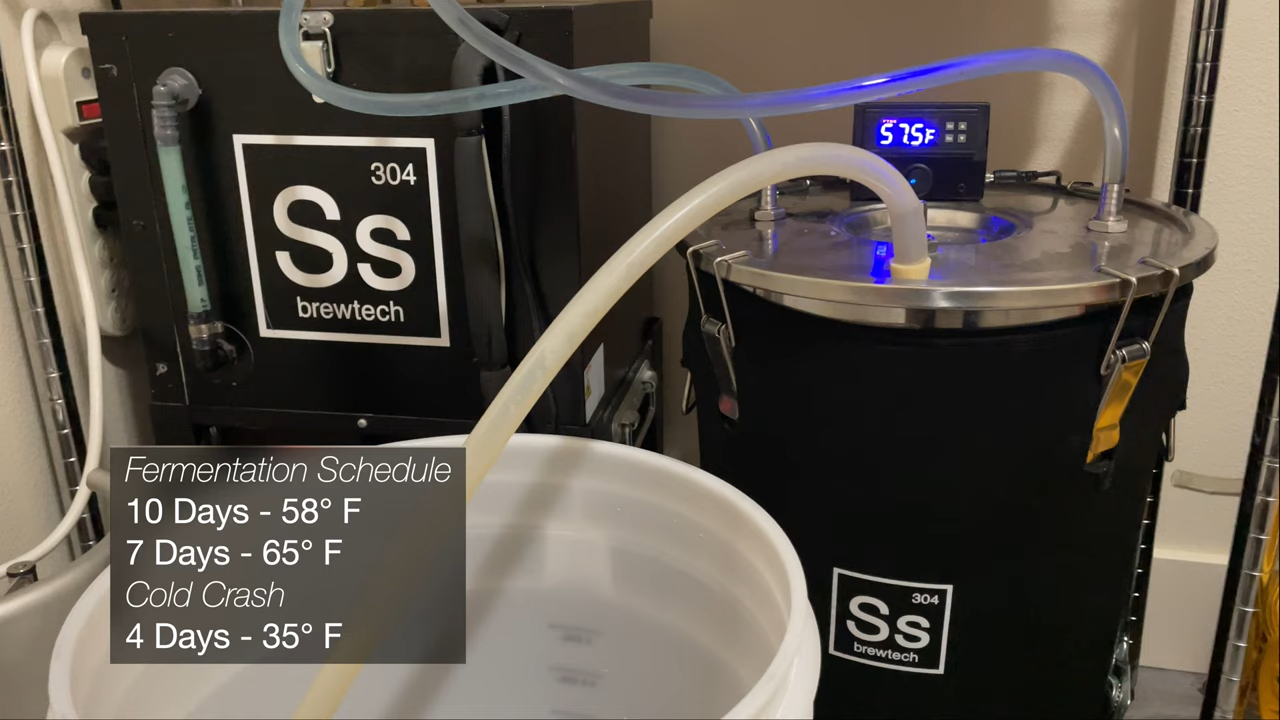 304
Ss
brewtech
57.5F
Fermentation Schedule
10 Days - 58° F
7 Days - 65° F
Cold Crash
4 Days - 35° F
304
Ss
brewtech